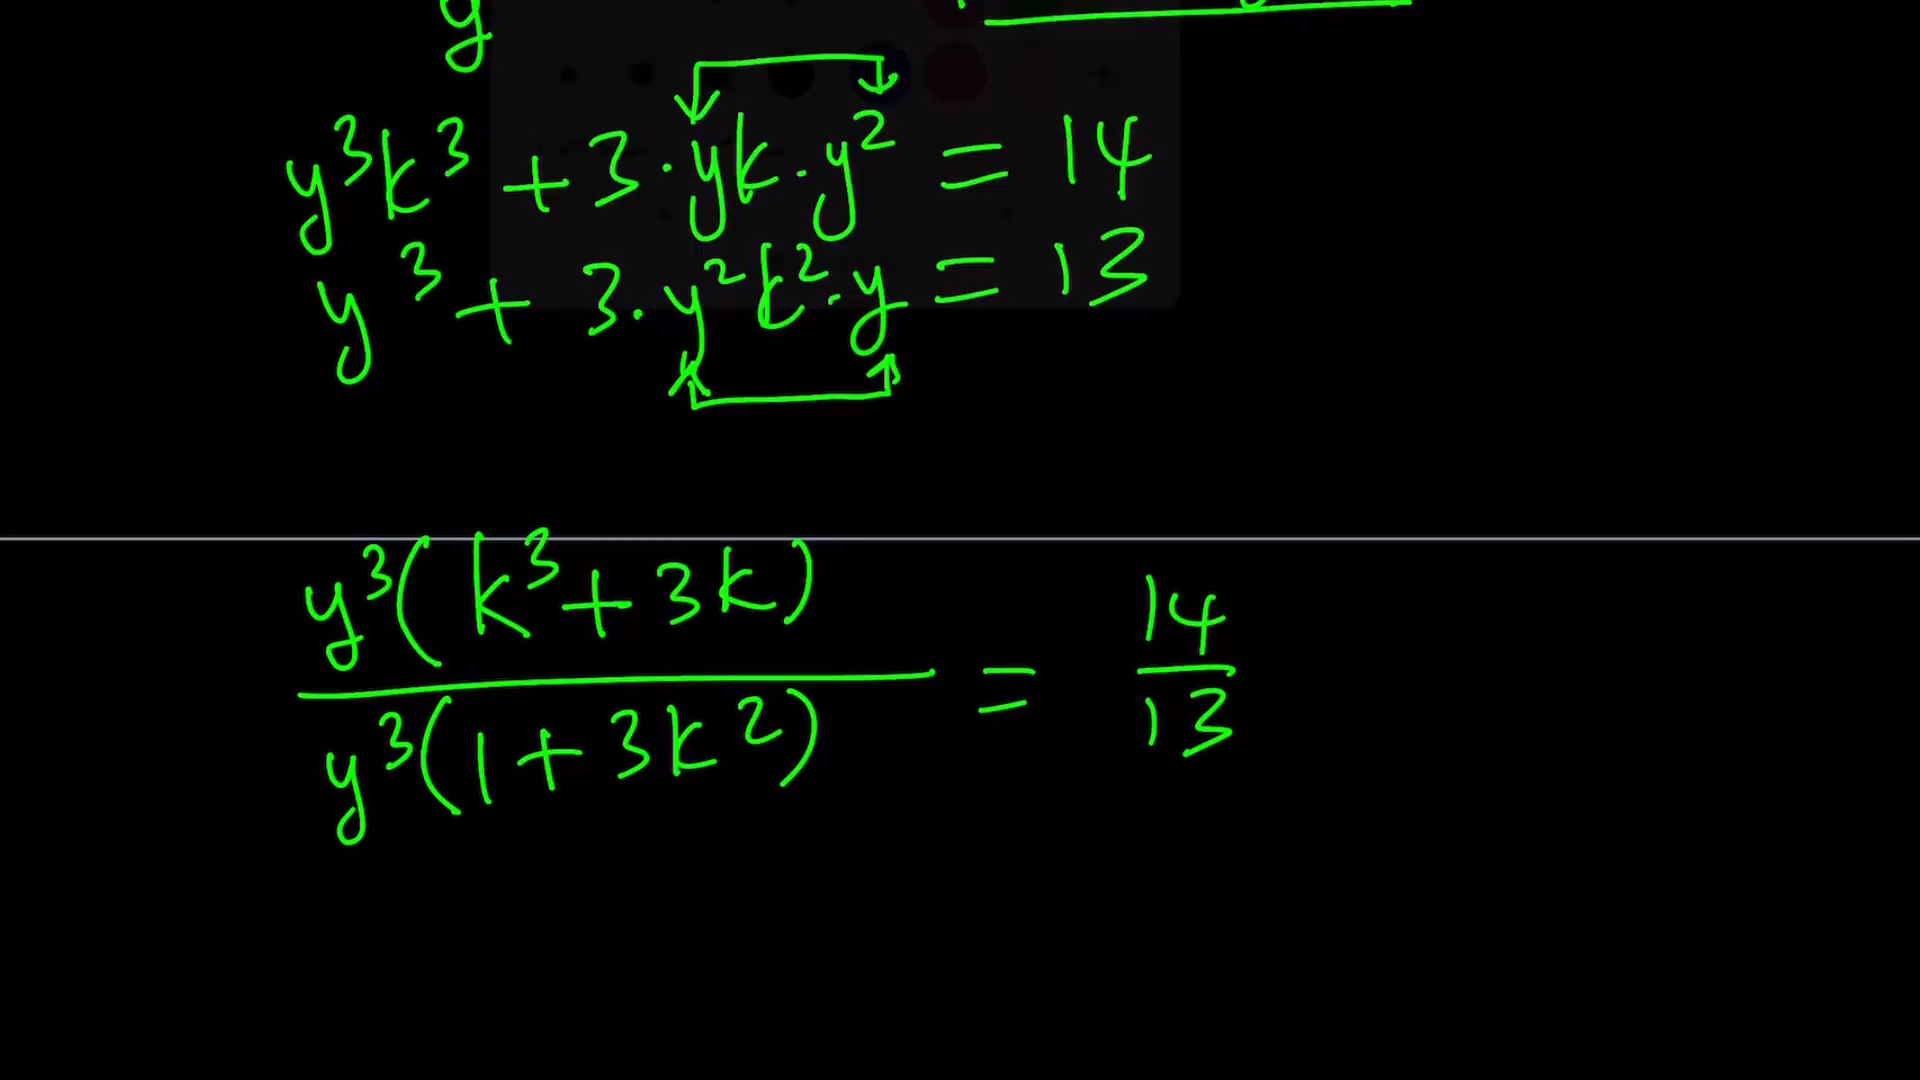 y
y³k³ + 3·yk·y² = 14
y³ + 3·y²k²·y = 13
y³(k³+3k) / y³(1+3k²) = 14/13